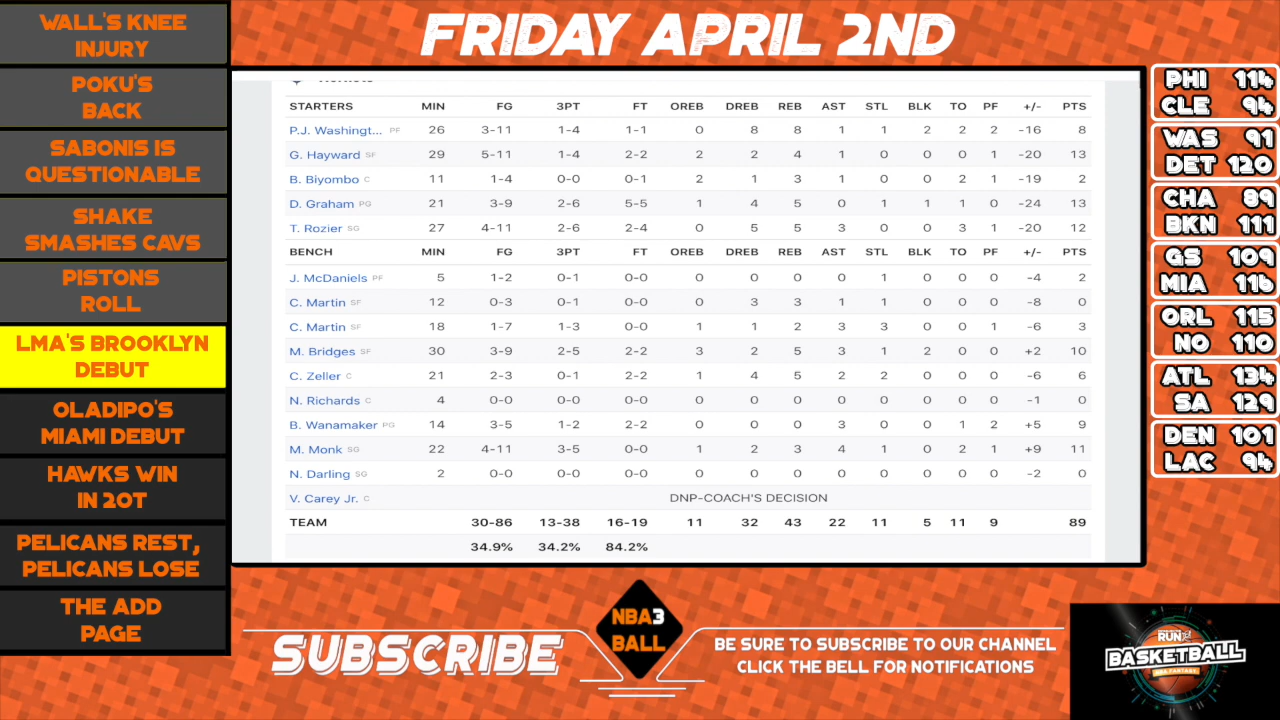 WALL'S KNEE
INJURY
POKU'S
BACK
SABONIS IS
QUESTIONABLE
SHAKE
SMASHES CAVS
PISTONS
ROLL
LMA'S BROOKLYN
DEBUT
OLADIPO'S
MIAMI DEBUT
HAWKS WIN
IN 2OT
PELICANS REST,
PELICANS LOSE
THE ADD
PAGE
FRIDAY APRIL 2ND
STARTERS MIN FG 3PT FT OREB DREB REB AST STL BLK TO PF +/- PTS
P.J. Washingt... PF 26 3-11 1-4 1-1 0 8 8 1 1 2 2 2 -16 8
G. Hayward SF 29 5-11 1-4 2-2 2 2 4 1 0 0 0 1 -20 13
B. Biyombo C 11 1-4 0-0 0-1 2 1 3 1 0 0 2 1 -19 2
D. Graham PG 21 3-9 2-6 5-5 1 4 5 0 1 1 1 0 -24 13
T. Rozier SG 27 4-11 2-6 2-4 0 5 5 3 0 0 3 1 -20 12
BENCH MIN FG 3PT FT OREB DREB REB AST STL BLK TO PF +/- PTS
J. McDaniels PF 5 1-2 0-1 0-0 0 0 0 0 1 0 0 0 -4 2
C. Martin SF 12 0-3 0-1 0-0 0 3 3 1 1 0 0 0 -8 0
C. Martin SF 18 1-7 1-3 0-0 1 1 2 3 3 0 0 1 -6 3
M. Bridges SF 30 3-9 2-5 2-2 3 2 5 3 1 2 0 0 +2 10
C. Zeller C 21 2-3 0-1 2-2 1 4 5 2 2 0 0 0 -6 6
N. Richards C 4 0-0 0-0 0-0 0 0 0 0 0 0 0 0 -1 0
B. Wanamaker PG 14 3-5 1-2 2-2 0 0 0 3 0 0 1 2 +5 9
M. Monk SG 22 4-11 3-5 0-0 1 2 3 4 1 0 2 1 +9 11
N. Darling SG 2 0-0 0-0 0-0 0 0 0 0 0 0 0 0 -2 0
V. Carey Jr. C DNP-COACH'S DECISION
TEAM 30-86 13-38 16-19 11 32 43 22 11 5 11 9 89
34.9% 34.2% 84.2%
PHI 114
CLE 94
WAS 91
DET 120
CHA 89
BKN 111
GS 109
MIA 116
ORL 115
NO 110
ATL 134
SA 129
DEN 101
LAC 94
SUBSCRIBE
NBA3
BALL
BE SURE TO SUBSCRIBE TO OUR CHANNEL
CLICK THE BELL FOR NOTIFICATIONS
RUN
BASKETBALL